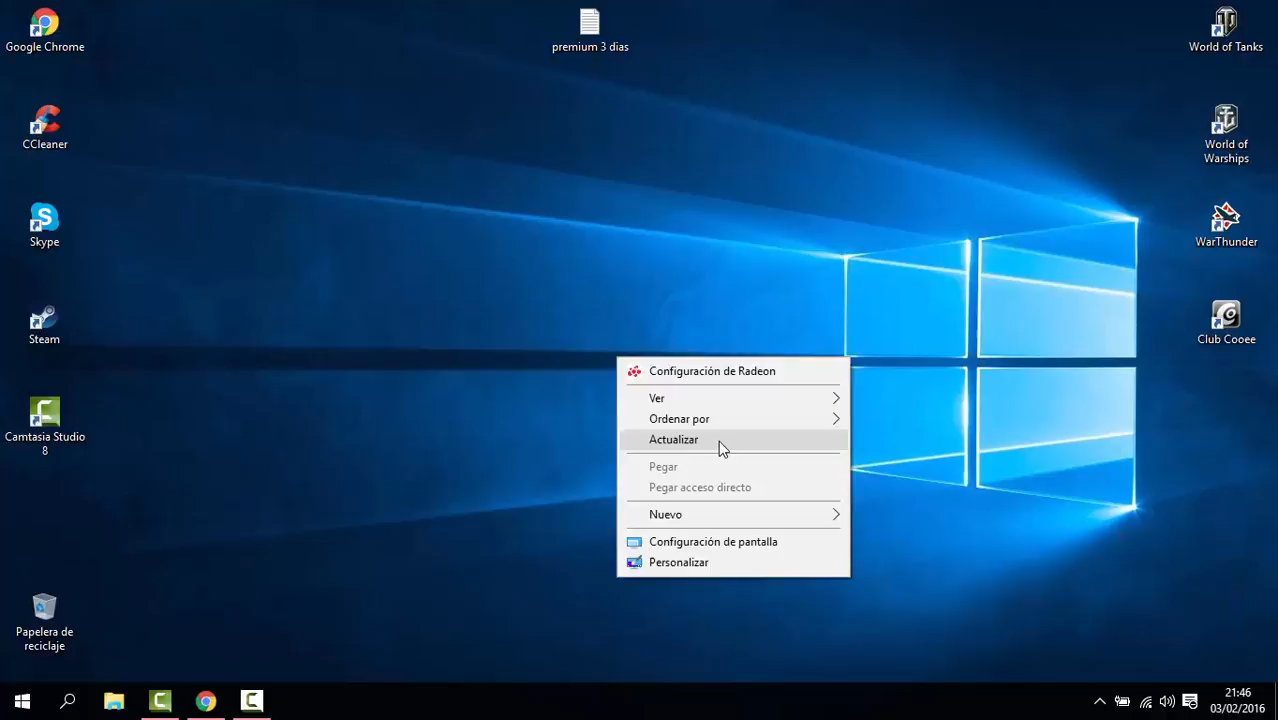 Google Chrome
premium 3 dias
World of Tanks
CCleaner
World of
Warships
Skype
WarThunder
Steam
Club Cooee
Camtasia Studio
8
Configuración de Radeon
Ver
Ordenar por
Actualizar
Pegar
Pegar acceso directo
Nuevo
Configuración de pantalla
Personalizar
Papelera de
reciclaje
21:46
03/02/2016